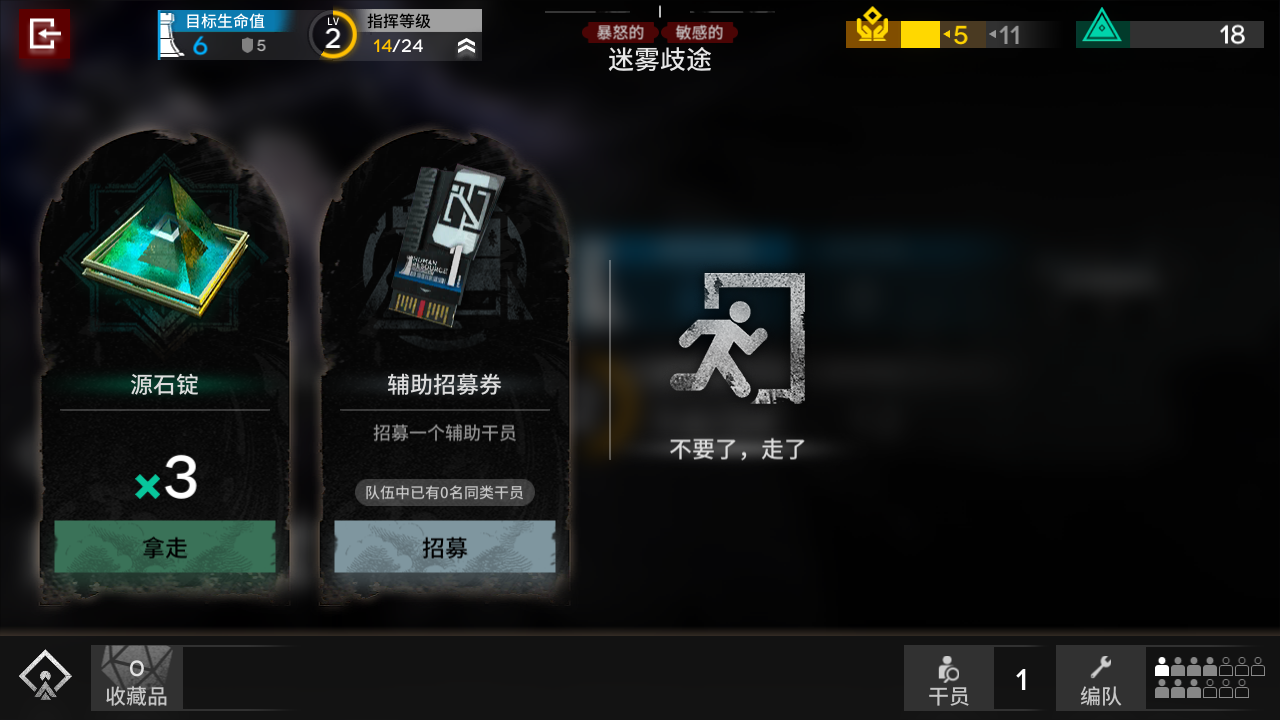 目标生命值
6
5
LV
2
指挥等级
14/24
暴怒的
敏感的
迷雾歧途
5
11
18
源石锭
×3
拿走
辅助招募券
招募一个辅助干员
队伍中已有0名同类干员
招募
HUMAN
RESOURCE
不要了，走了
0
收藏品
干员
1
编队